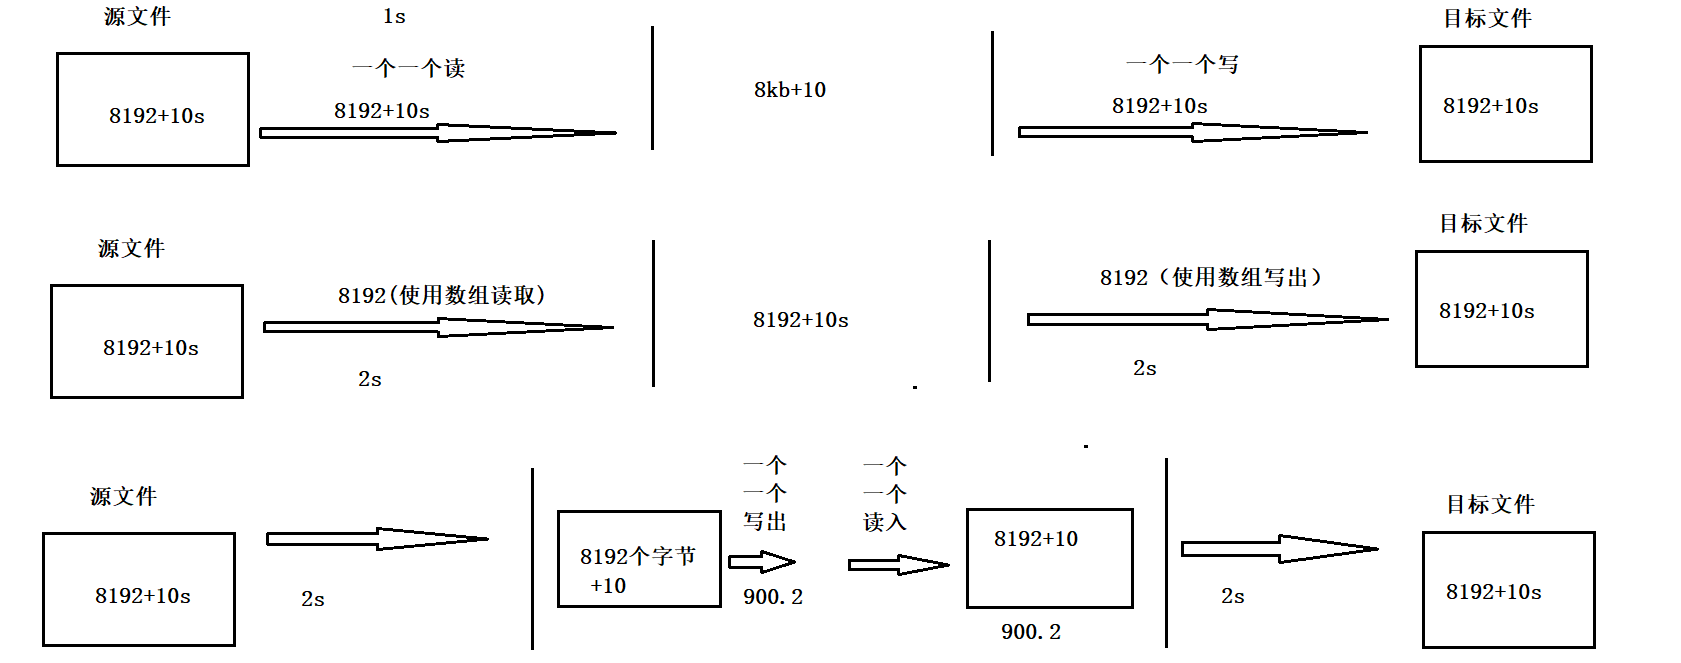 源文件
1s
目标文件
一个一个读
一个一个写
8192+10s
8192+10s
8kb+10
8192+10s
8192+10s
源文件
目标文件
8192(使用数组读取)
8192（使用数组写出）
8192+10s
8192+10s
8192+10s
2s
2s
源文件
一个
一个
写出
一个
一个
读入
目标文件
8192+10s
2s
8192个字节
+10
900.2
8192+10
900.2
2s
8192+10s